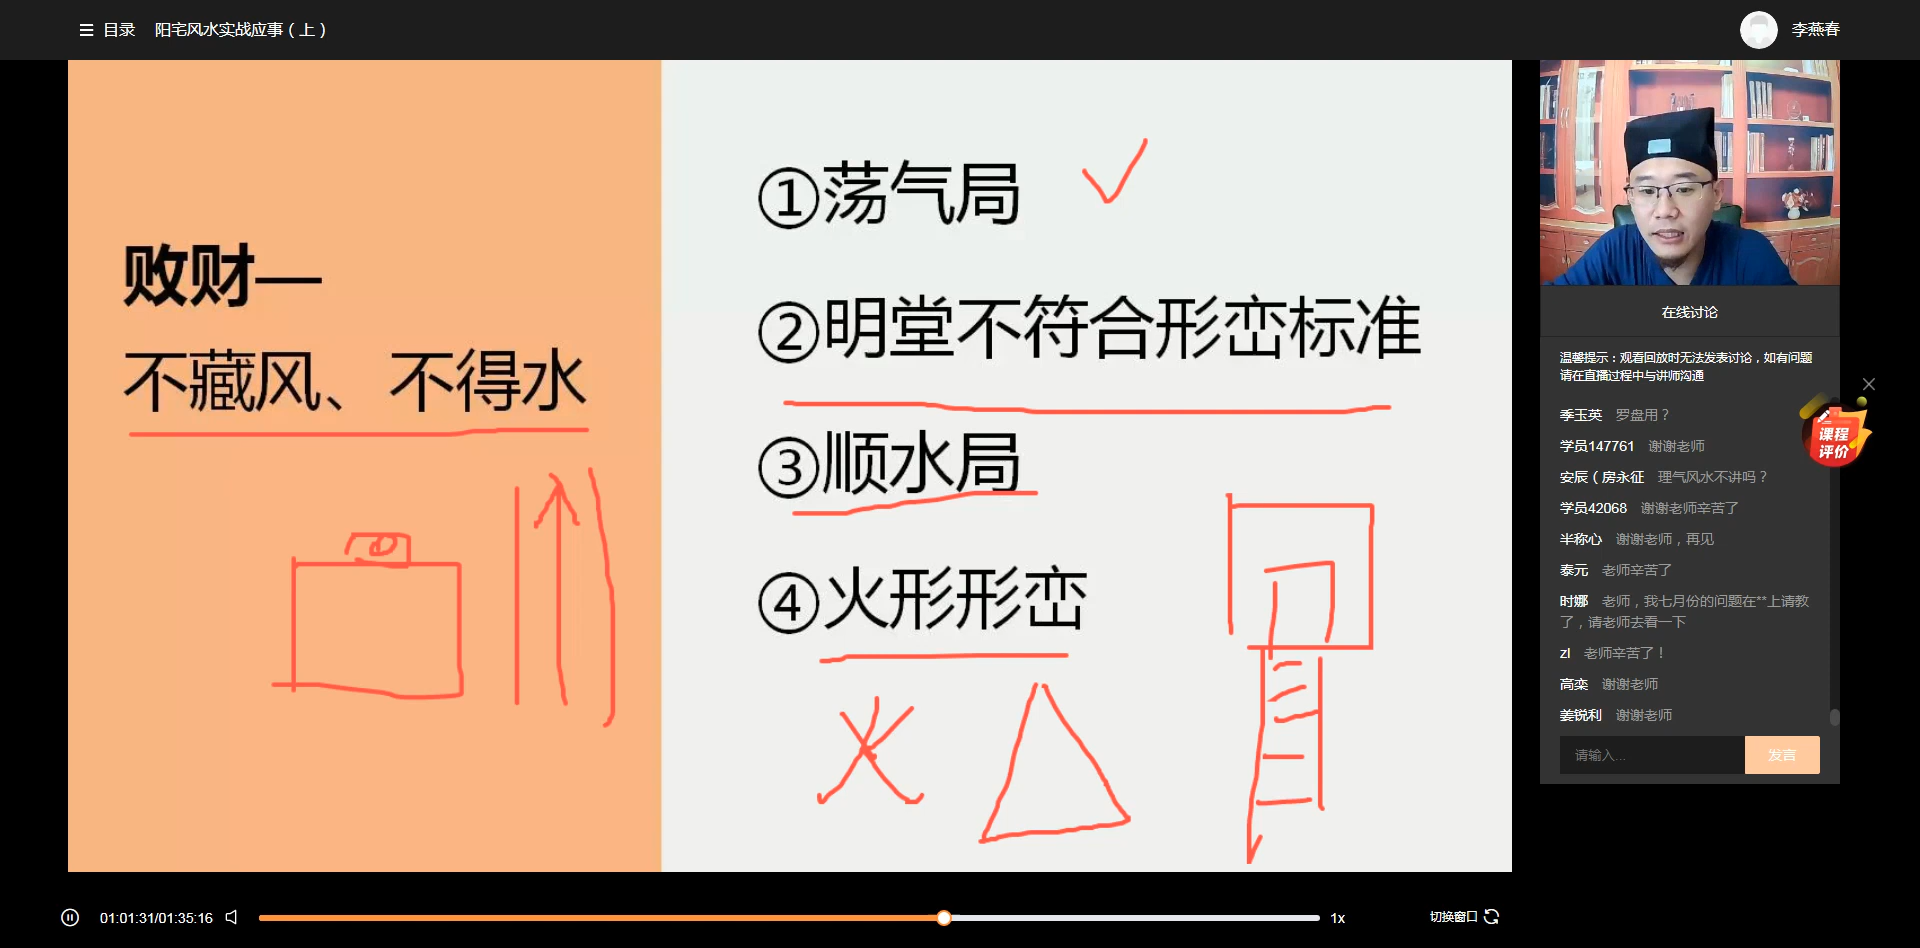 目录 阳宅风水实战应事（上）
李燕春
败财—
不藏风、不得水
①荡气局
②明堂不符合形峦标准
③顺水局
④火形形峦
火
在线讨论
温馨提示：观看回放时无法发表讨论，如有问题
请在直播过程中与讲师沟通
课程
评价
季玉英 罗盘用？
学员147761 谢谢老师
安辰（房永征 理气风水不讲吗？
学员42068 谢谢老师辛苦了
半称心 谢谢老师，再见
泰元 老师辛苦了
时娜 老师，我七月份的问题在**上请教
了，请老师去看一下
zl 老师辛苦了！
高栾 谢谢老师
姜锐利 谢谢老师
请输入... 发言
01:01:31/01:35:16 1x 切换窗口